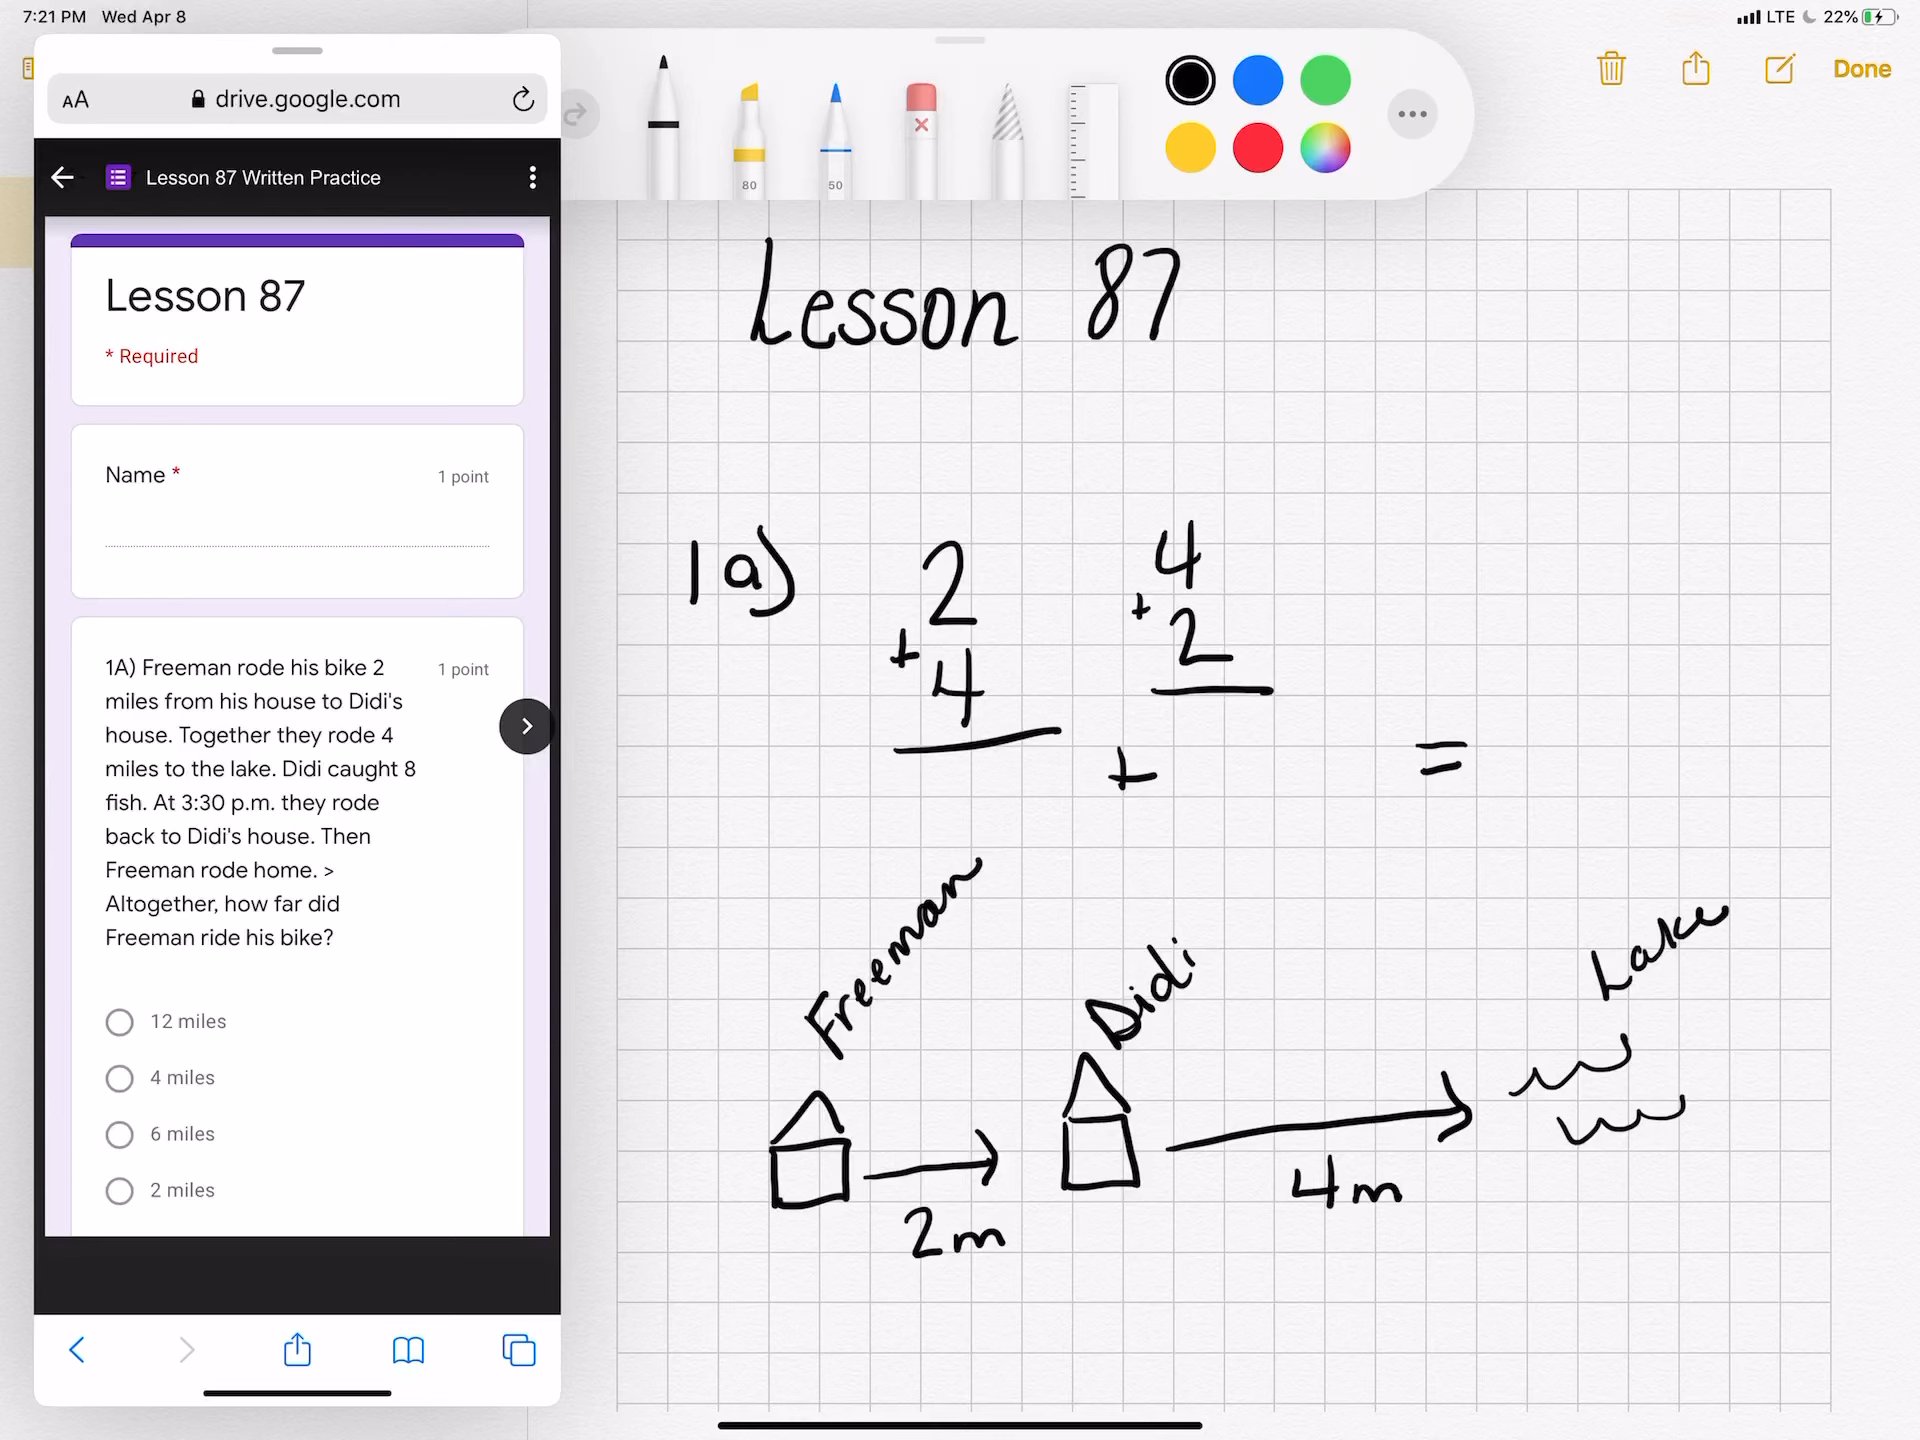 7:21 PM Wed Apr 8
LTE 22%
AA drive.google.com
Lesson 87 Written Practice
Lesson 87
* Required
Name * 1 point
1A) Freeman rode his bike 2 1 point
miles from his house to Didi's
house. Together they rode 4
miles to the lake. Didi caught 8
fish. At 3:30 p.m. they rode
back to Didi's house. Then
Freeman rode home. >
Altogether, how far did
Freeman ride his bike?
12 miles
4 miles
6 miles
2 miles
80 50
Done
Lesson 87
1a) 2 4
+ 4 + 2
+ =
Freeman
Didi
Lake
2m
4m